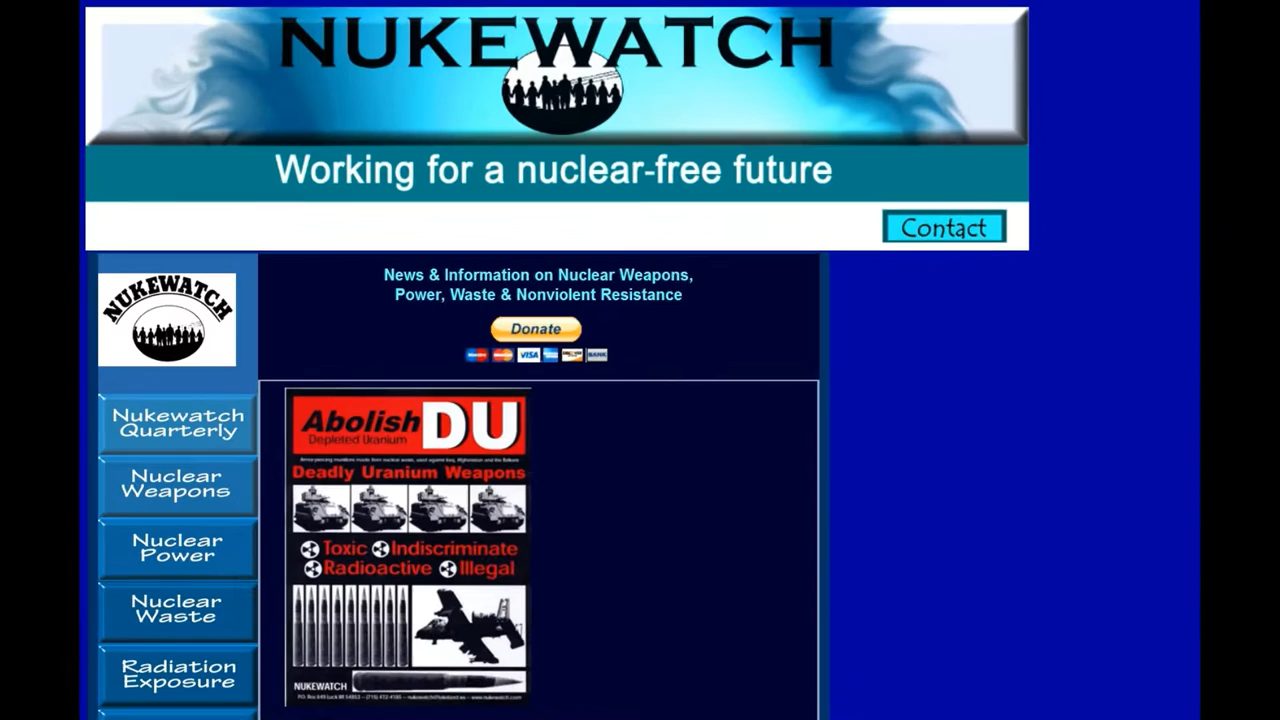 NUKEWATCH
Working for a nuclear-free future
Contact
NUKEWATCH
News & Information on Nuclear Weapons,
Power, Waste & Nonviolent Resistance
Donate
VISA
BANK
Nukewatch
Quarterly
Nuclear
Weapons
Nuclear
Power
Nuclear
Waste
Radiation
Exposure
Abolish DU
Depleted Uranium
Deadly Uranium Weapons
Toxic Indiscriminate
Radioactive Illegal
NUKEWATCH